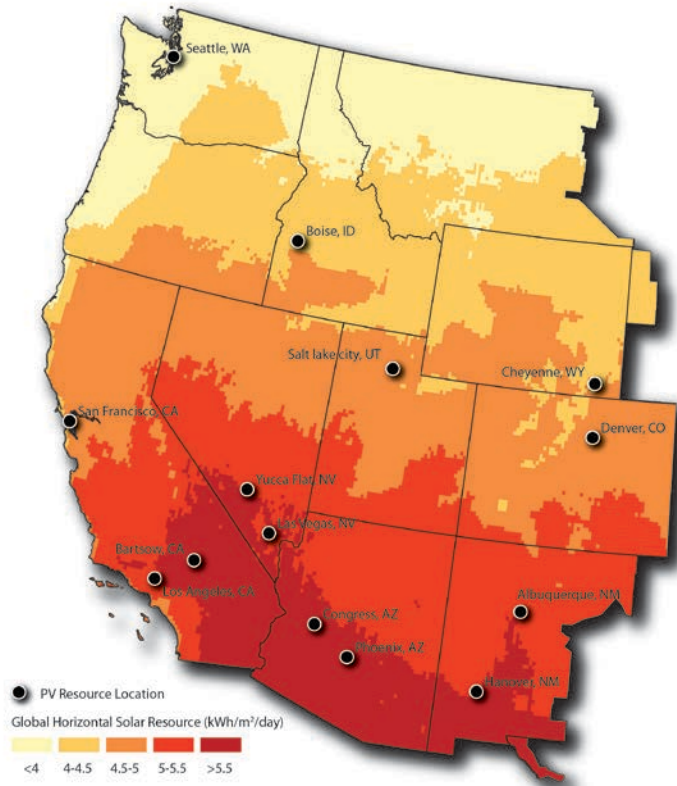 Seattle, WA
Boise, ID
Salt lake city, UT
Cheyenne, WY
San Francisco, CA
Denver, CO
Yucca Flat, NV
Las Vegas, NV
Bartsow, CA
Los Angeles, CA
Albuquerque, NM
Congress, AZ
Phoenix, AZ
NM
PV Resource Location
Global Horizontal Solar Resource (kWh/m²/day)
<4 4-4.5 4.5-5 5-5.5 >5.5